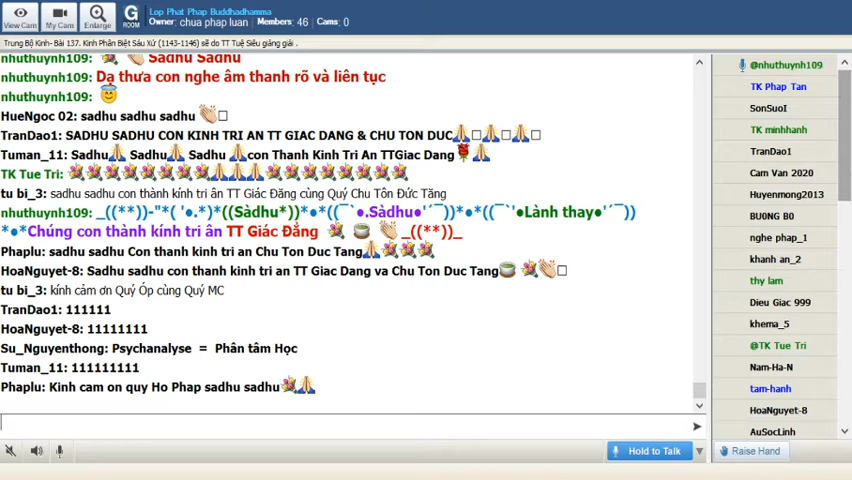 Lop Phat Phap Buddhadhamma
Owner: chua phap luan Members: 46 Cams: 0
View Cam My Cam Enlarge G ROOM
Trung Bộ Kinh- Bài 137. Kinh Phân Biệt Sáu Xứ (1143-1146) sẽ do TT Tuệ Siêu giảng giải .
nhuthuynh109: 💐 Sadhu Sadhu
nhuthuynh109: Dạ thưa con nghe âm thanh rõ và liên tục
nhuthuynh109: 😇
HueNgoc 02: sadhu sadhu sadhu 👏□
TranDao1: SADHU SADHU CON KINH TRI AN TT GIAC DANG & CHU TON DUC🙏□🙏□🙏□
Tuman_11: Sadhu🙏 Sadhu🙏 Sadhu 🙏con Thanh Kinh Tri An TTGiac Dang🌹🙏
TK Tue Tri: 💐💐💐💐💐💐💐💐💐🙏🙏🙏💐💐💐💐💐💐💐💐
tu bi_3: sadhu sadhu con thành kính tri ân TT Giác Đăng cùng Quý Chu Tôn Đức Tăng
nhuthuynh109: _((**))-"*( '•.*)*((Sàdhu*))*•*((¯`•.Sàdhu•'´¯))*•*((¯`'•Lành thay•'´¯))
*•*Chúng con thành kính tri ân TT Giác Đẳng 💐 🍵 👏 _((**))_
Phaplu: sadhu sadhu Con thanh kinh tri an Chu Ton Duc Tang🙏💐💐💐
HoaNguyet-8: Sadhu sadhu con thanh kinh tri an TT Giac Dang va Chu Ton Duc Tang🍵 💐👏□
tu bi_3: kính cảm ơn Quý Óp cùng Quý MC
TranDao1: 111111
HoaNguyet-8: 11111111
Su_Nguyenthong: Psychanalyse = Phân tâm Học
Tuman_11: 111111111
Phaplu: Kinh cam on quy Ho Phap sadhu sadhu💐🙏
@nhuthuynh109
TK Phap Tan
SonSuoI
TK minhhanh
TranDao1
Cam Van 2020
Huyenmong2013
BU0NG B0
nghe phap_1
khanh an_2
thy lam
Dieu Giac 999
khema_5
@TK Tue Tri
Nam-Ha-N
tam-hanh
HoaNguyet-8
AuSocLinh
Hold to Talk Raise Hand